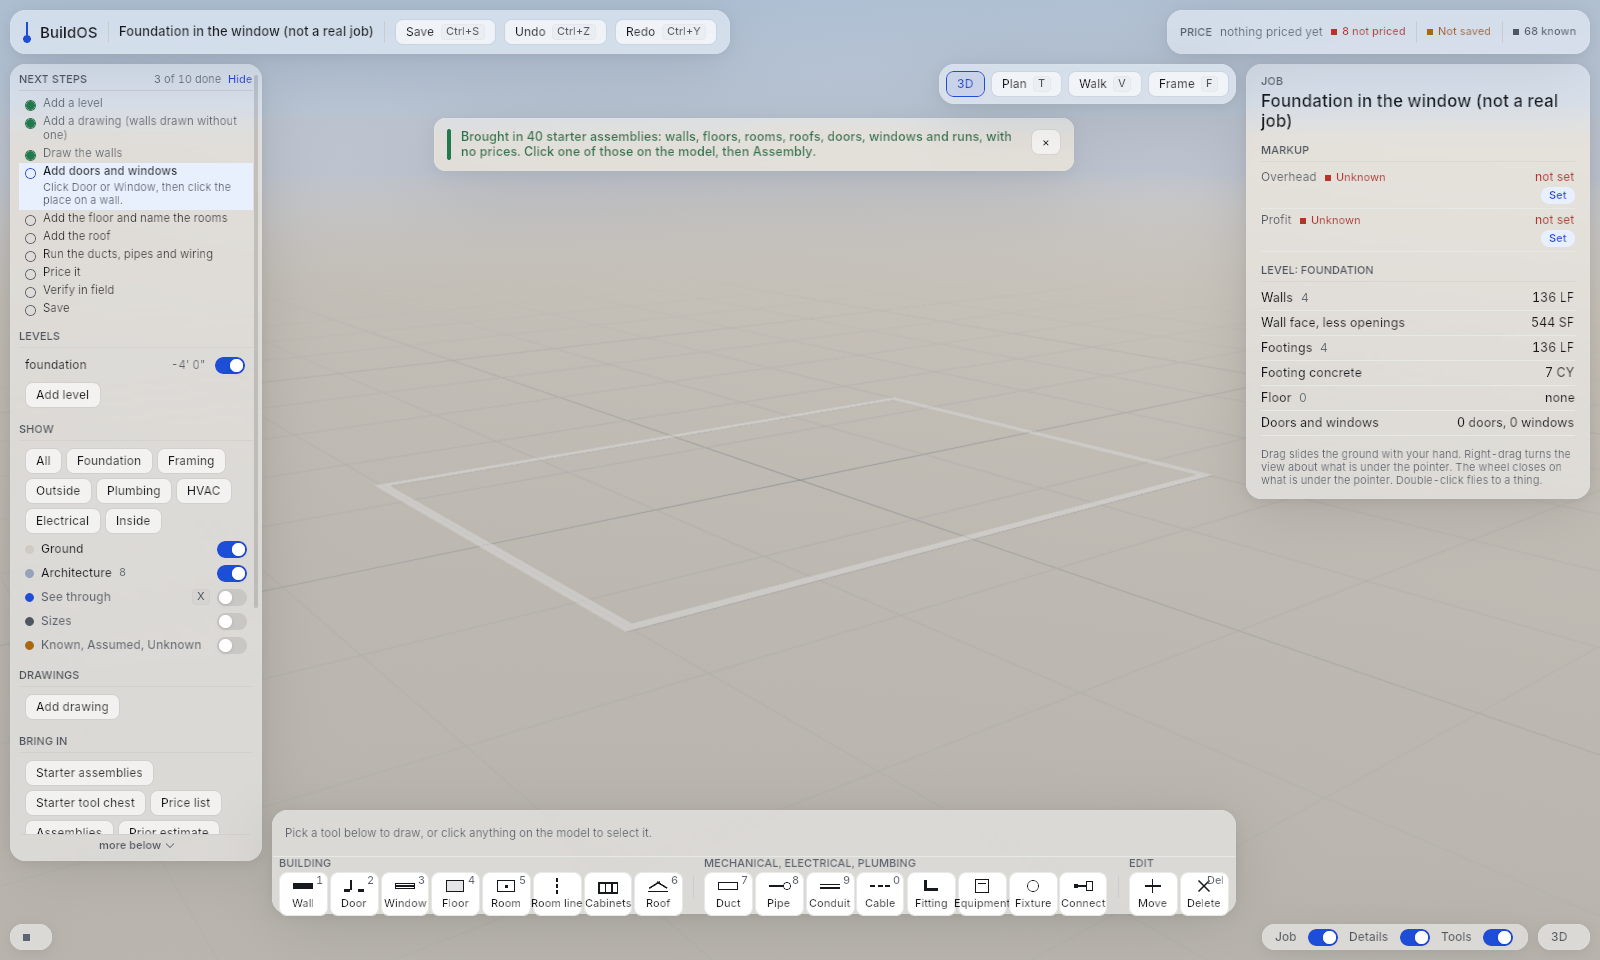 BuildOS
Foundation in the window (not a real job)
Save Ctrl+S
Undo Ctrl+Z
Redo Ctrl+Y
PRICE nothing priced yet 8 not priced Not saved 68 known
NEXT STEPS 3 of 10 done Hide
Add a level
Add a drawing (walls drawn without
one)
Draw the walls
Add doors and windows
Click Door or Window, then click the
place on a wall.
Add the floor and name the rooms
Add the roof
Run the ducts, pipes and wiring
Price it
Verify in field
Save
LEVELS
foundation -4' 0"
Add level
SHOW
All Foundation Framing
Outside Plumbing HVAC
Electrical Inside
Ground
Architecture 8
See through X
Sizes
Known, Assumed, Unknown
DRAWINGS
Add drawing
BRING IN
Starter assemblies
Starter tool chest Price list
Assemblies Prior estimate
more below
3D Plan T Walk V Frame F
Brought in 40 starter assemblies: walls, floors, rooms, roofs, doors, windows and runs, with
no prices. Click one of those on the model, then Assembly.
×
JOB
Foundation in the window (not a real
job)
MARKUP
Overhead Unknown not set
Set
Profit Unknown not set
Set
LEVEL: FOUNDATION
Walls 4 136 LF
Wall face, less openings 544 SF
Footings 4 136 LF
Footing concrete 7 CY
Floor 0 none
Doors and windows 0 doors, 0 windows
Drag slides the ground with your hand. Right-drag turns the
view about what is under the pointer. The wheel closes on
what is under the pointer. Double-click flies to a thing.
Pick a tool below to draw, or click anything on the model to select it.
BUILDING
1 2 3 4 5 6
Wall Door Window Floor Room Room line Cabinets Roof
MECHANICAL, ELECTRICAL, PLUMBING
7 8 9 0
Duct Pipe Conduit Cable Fitting Equipment Fixture Connect
EDIT
Del
Move Delete
Job Details Tools 3D